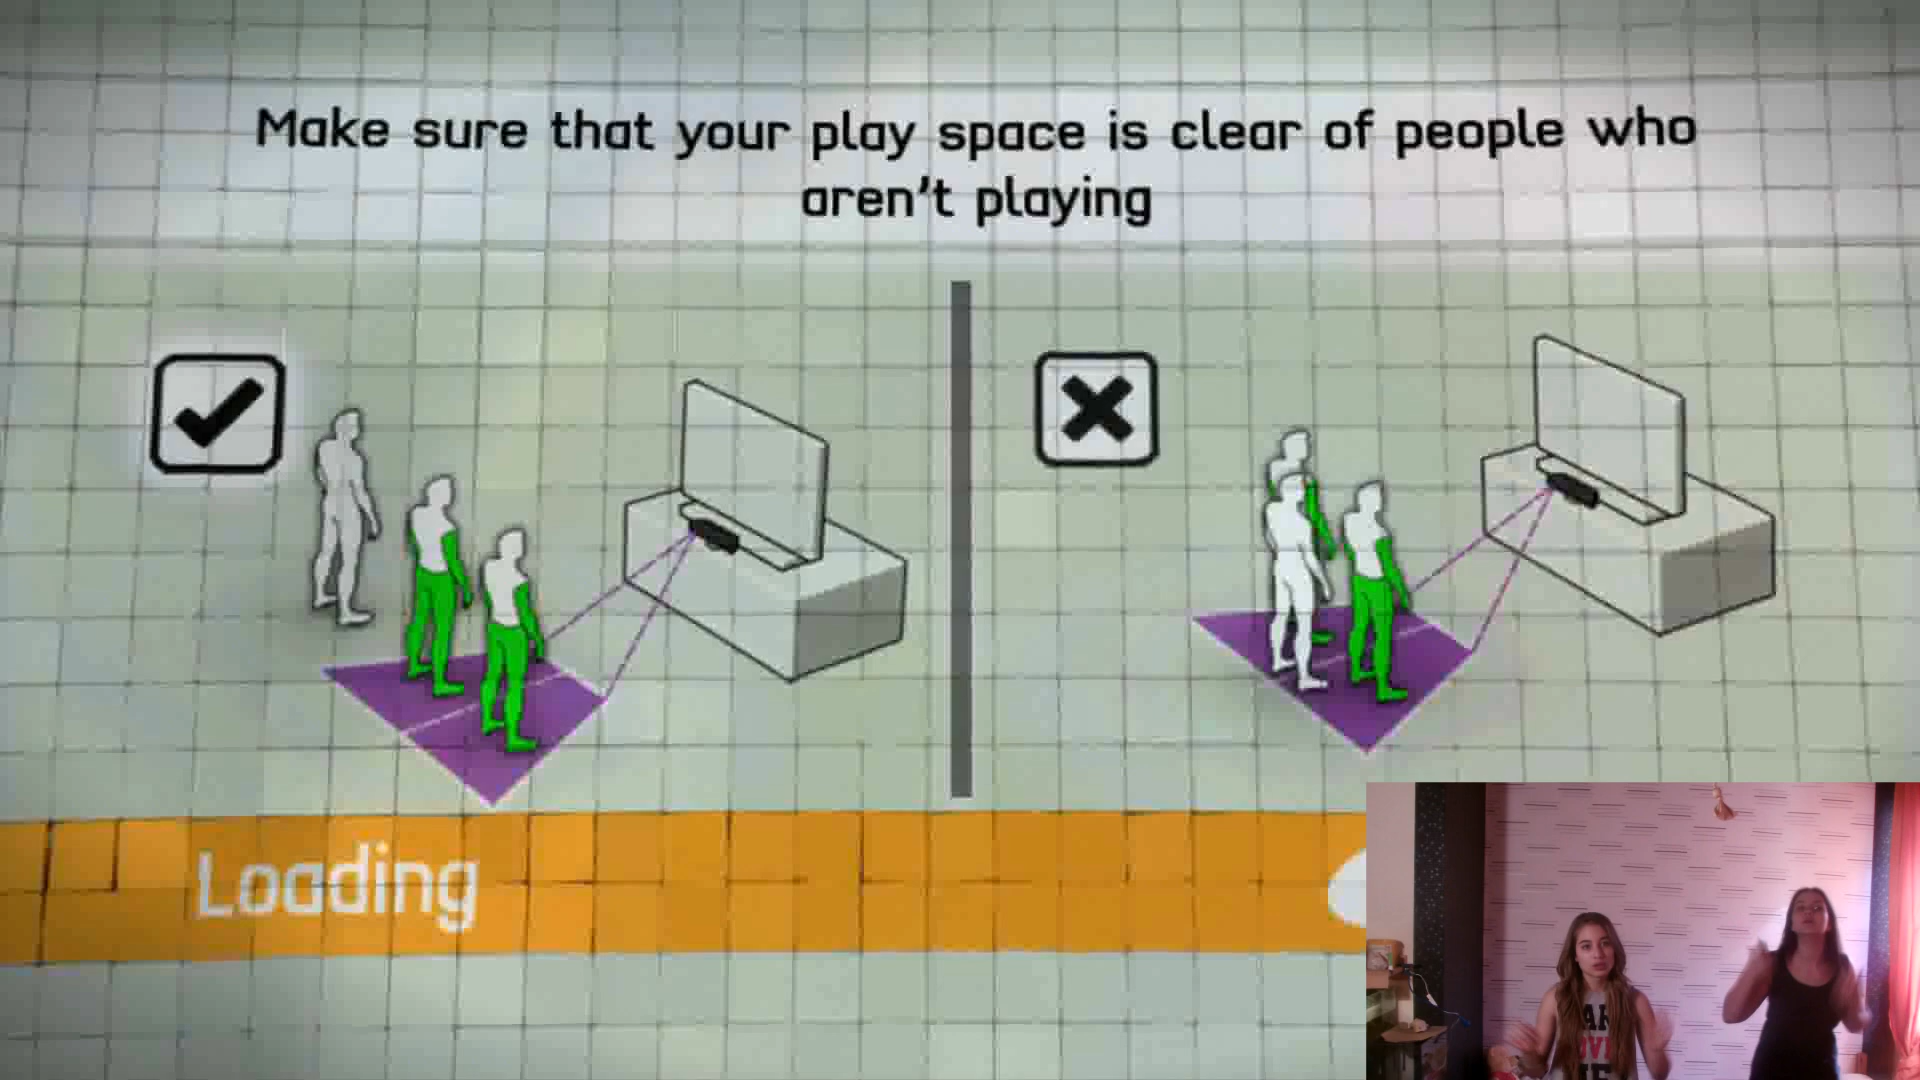 Make sure that your play space is clear of people who
aren't playing
Loading